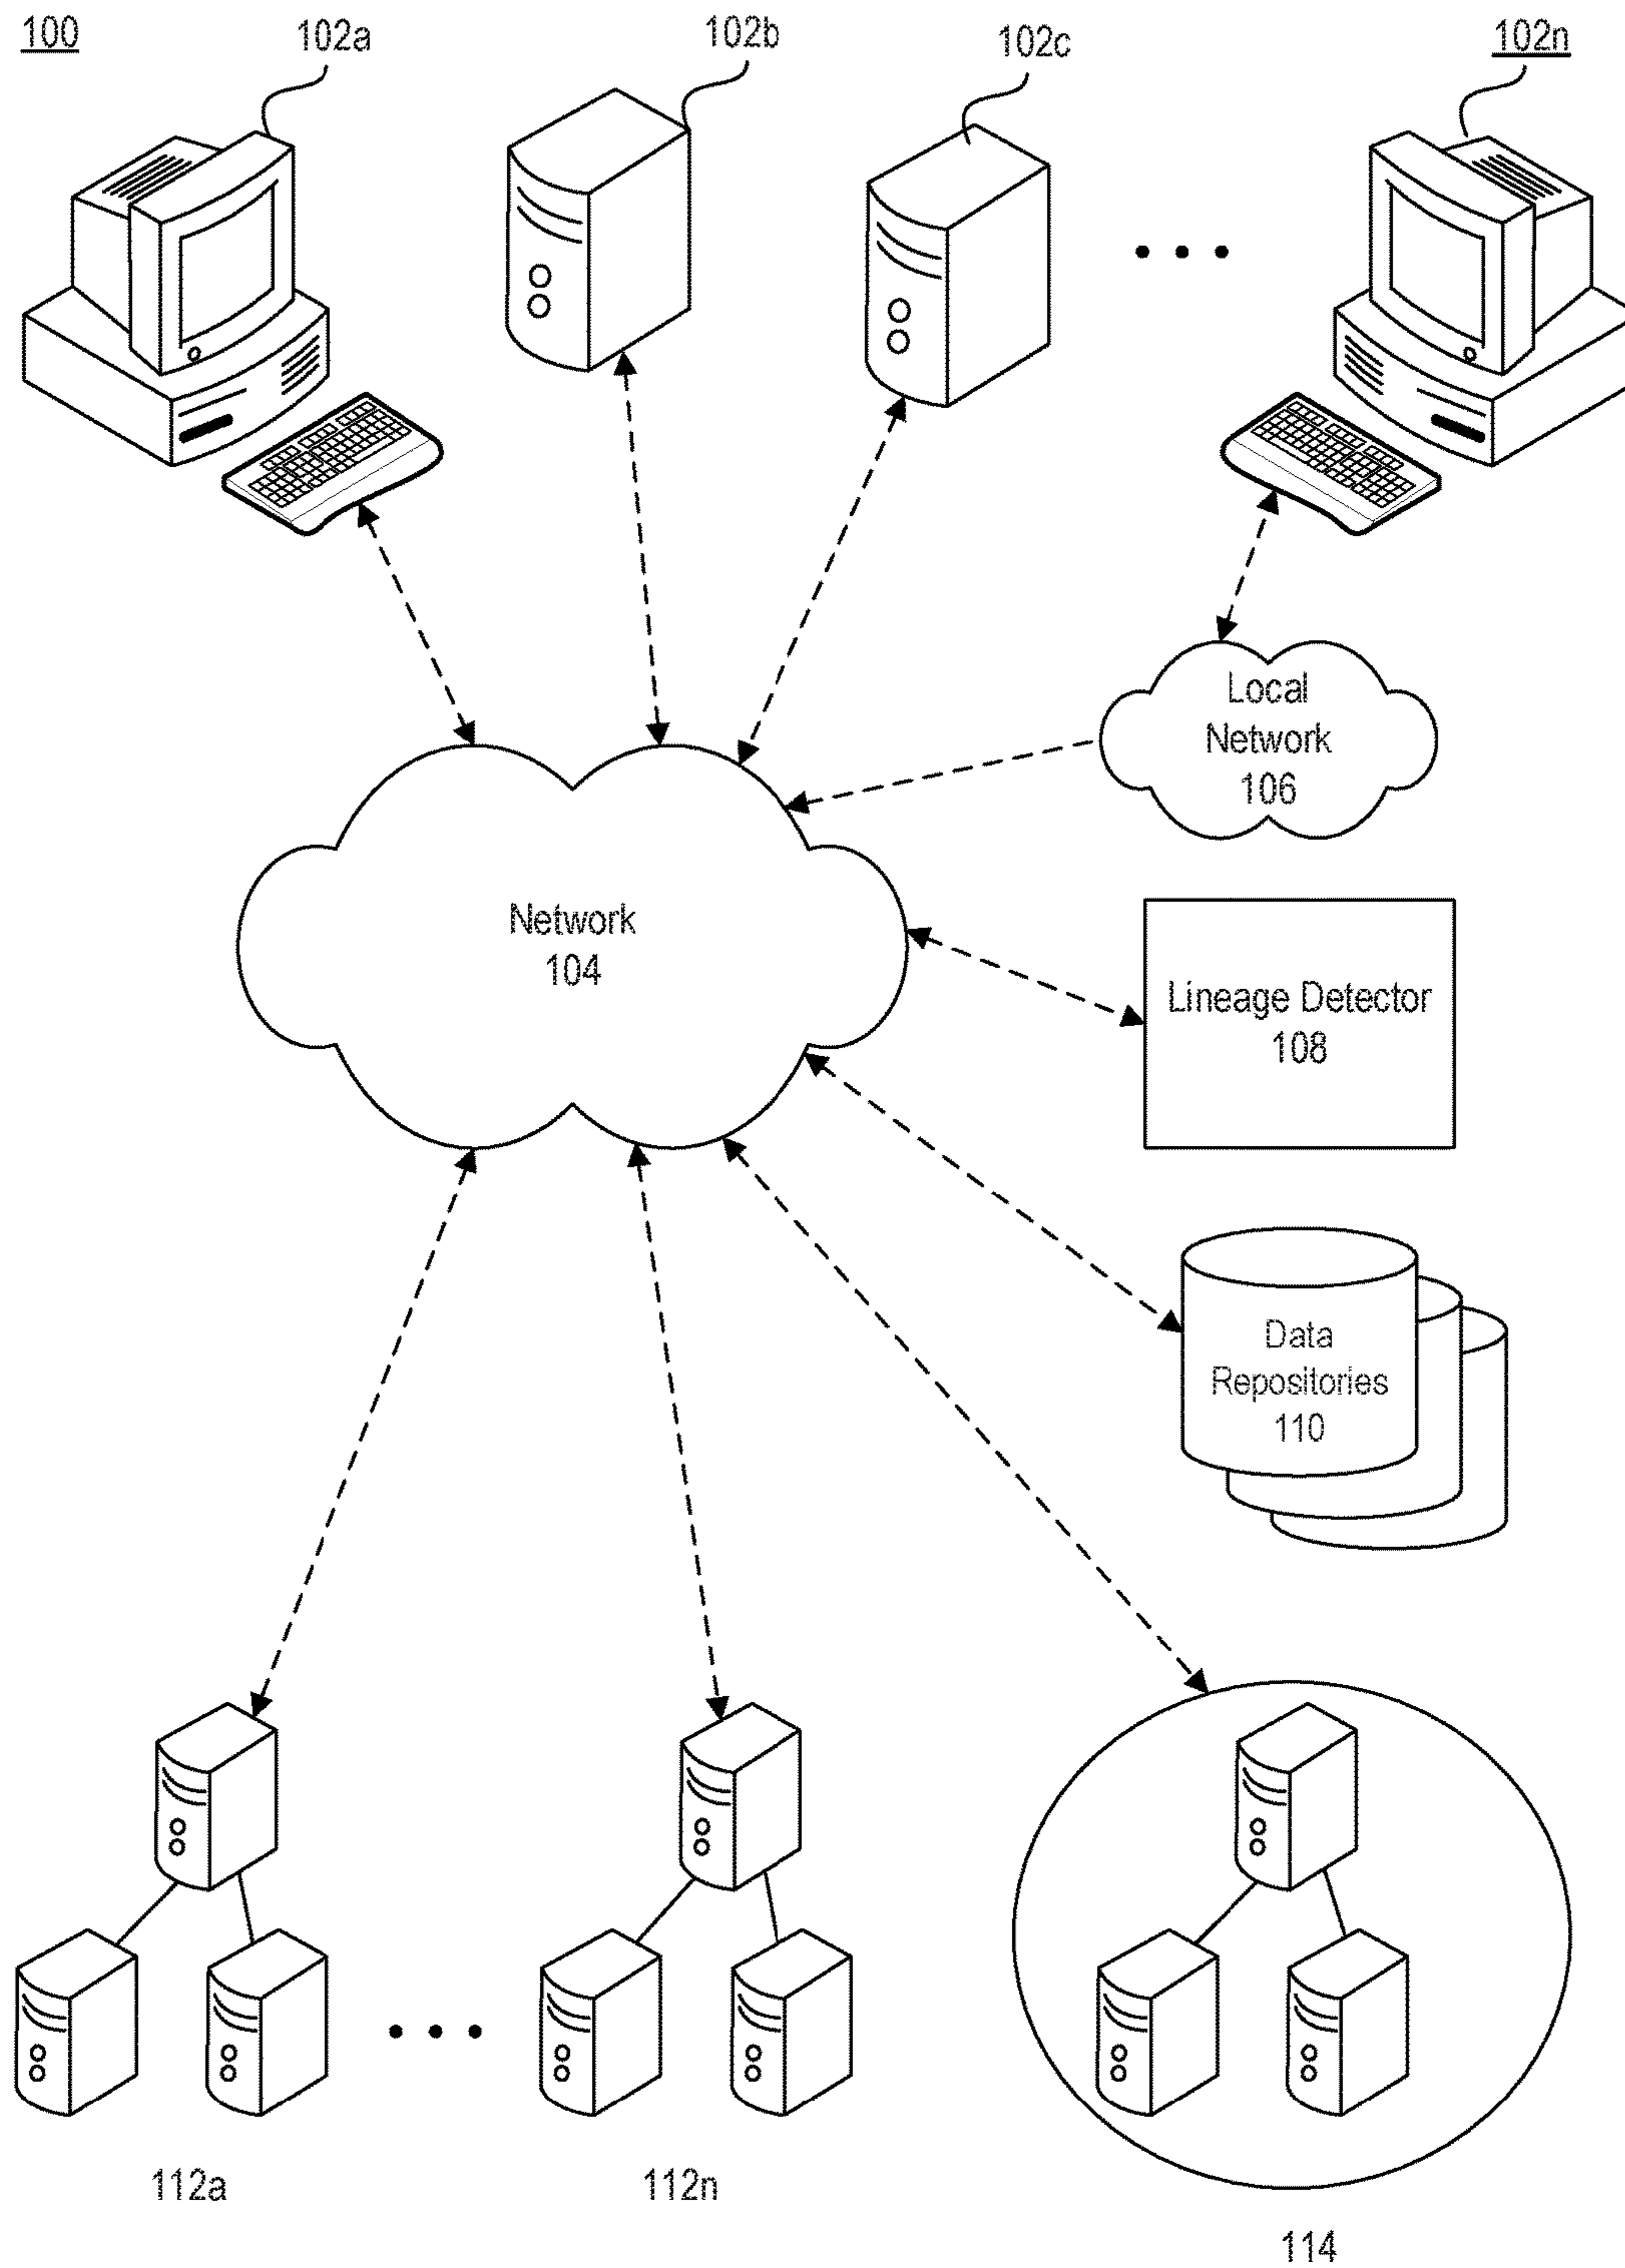 100
102a
102b
102c
102n
Local
Network
106
Network
104
Lineage Detector
108
Data
Repositories
110
112a
112n
114